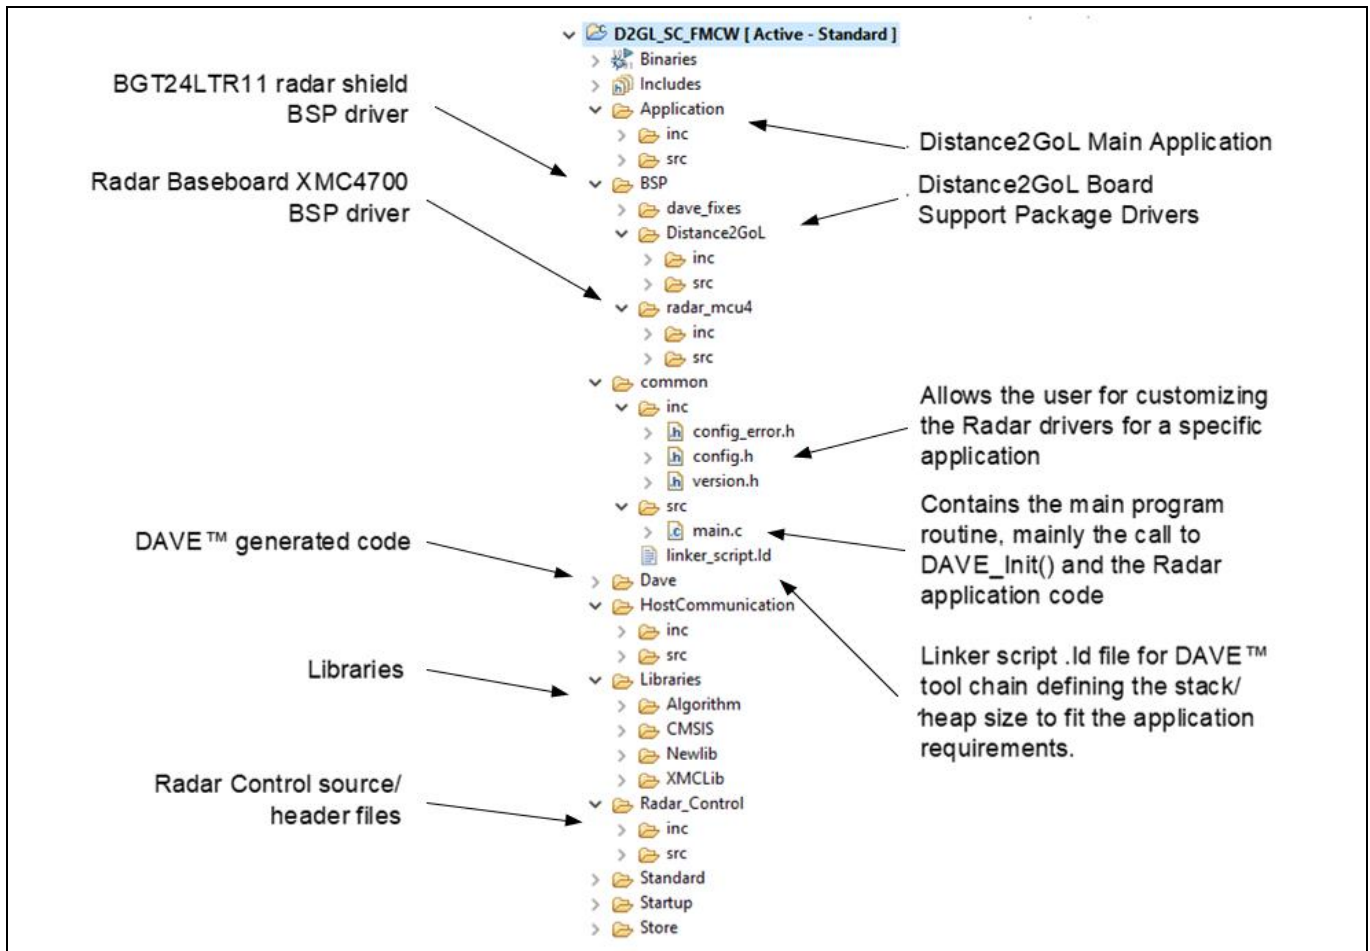 D2GL_SC_FMCW [ Active - Standard ]
Binaries
Includes
Application
inc
src
BSP
dave_fixes
Distance2GoL
inc
src
radar_mcu4
inc
src
common
inc
config_error.h
config.h
version.h
src
main.c
linker_script.ld
Dave
HostCommunication
inc
src
Libraries
Algorithm
CMSIS
Newlib
XMCLib
Radar_Control
inc
src
Standard
Startup
Store
BGT24LTR11 radar shield
BSP driver
Radar Baseboard XMC4700
BSP driver
DAVE™ generated code
Libraries
Radar Control source/
header files
Distance2GoL Main Application
Distance2GoL Board
Support Package Drivers
Allows the user for customizing
the Radar drivers for a specific
application
Contains the main program
routine, mainly the call to
DAVE_Init() and the Radar
application code
Linker script .ld file for DAVE™
tool chain defining the stack/
heap size to fit the application
requirements.